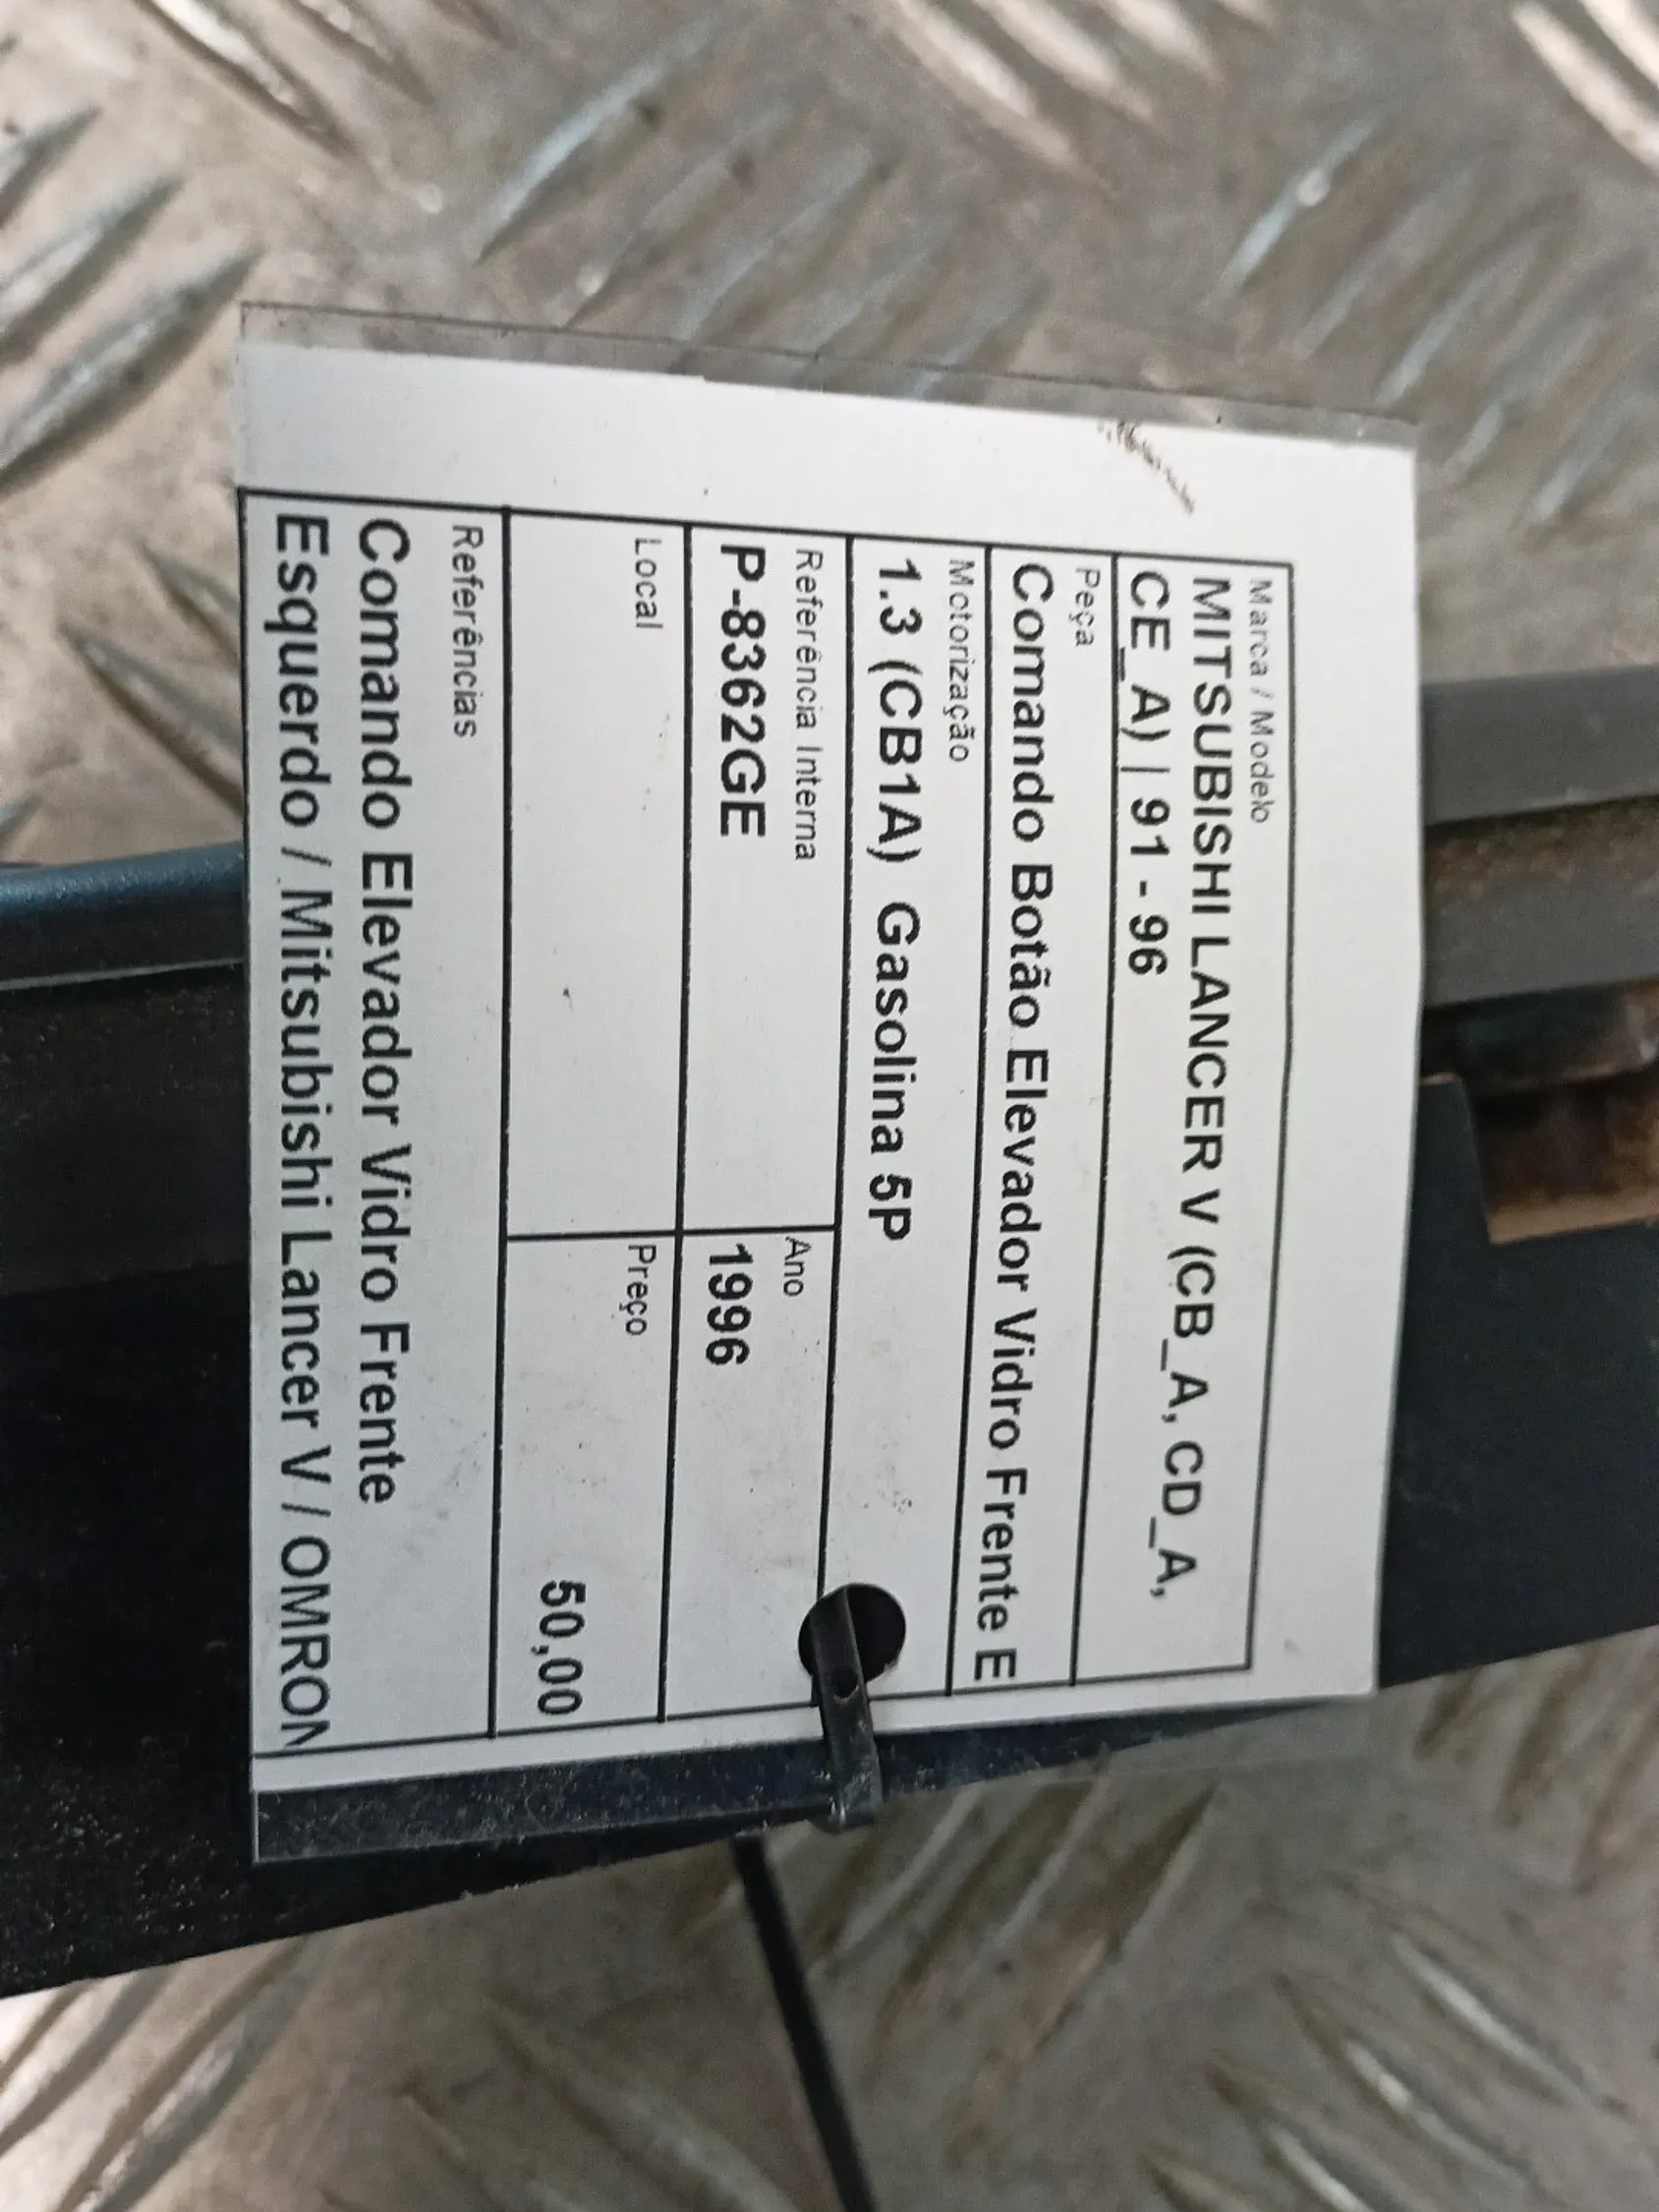 Marca / Modelo
MITSUBISHI LANCER V (CB_A, CD_A,
CE_A) | 91 - 96
Peça
Comando Botão Elevador Vidro Frente E
Motorização
1.3 (CB1A) Gasolina 5P
Referência Interna
P-8362GE
Ano
1996
Local
Preço
50,00
Referências
Comando Elevador Vidro Frente
Esquerdo / Mitsubishi Lancer V / OMRON